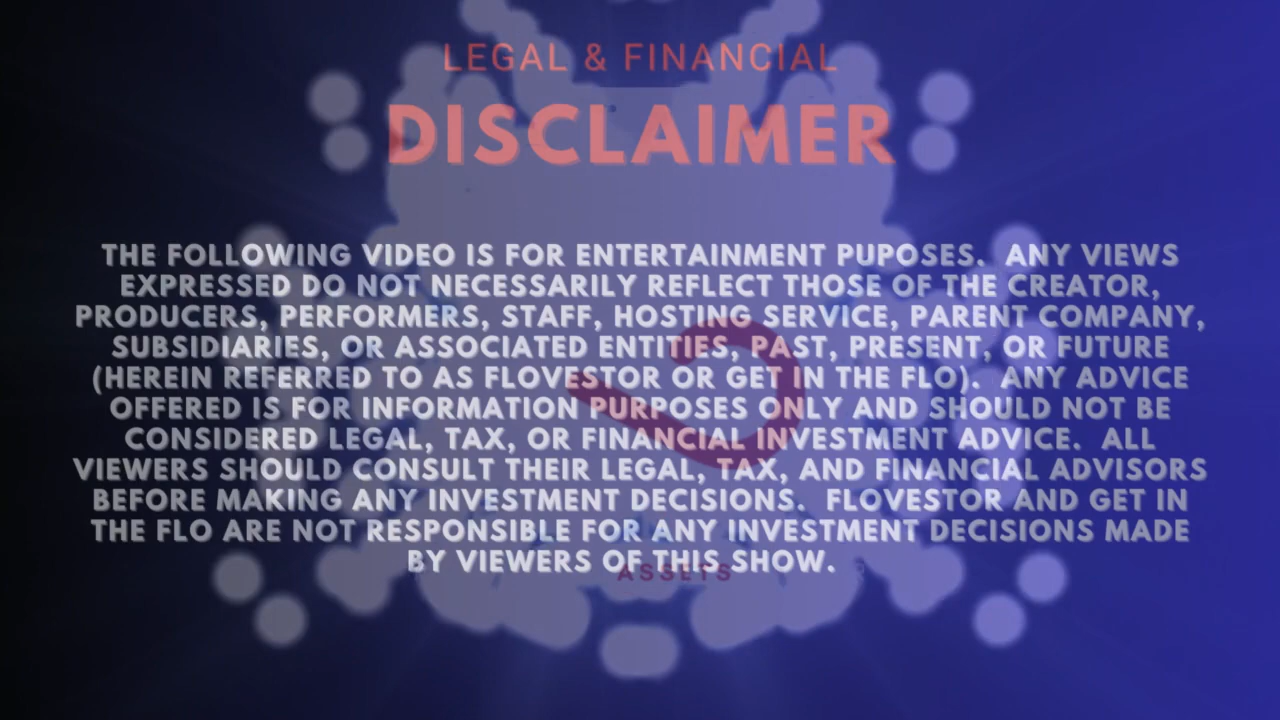 LEGAL & FINANCIAL
DISCLAIMER
THE FOLLOWING VIDEO IS FOR ENTERTAINMENT PUPOSES. ANY VIEWS
EXPRESSED DO NOT NECESSARILY REFLECT THOSE OF THE CREATOR,
PRODUCERS, PERFORMERS, STAFF, HOSTING SERVICE, PARENT COMPANY,
SUBSIDIARIES, OR ASSOCIATED ENTITIES, PAST, PRESENT, OR FUTURE
(HEREIN REFERRED TO AS FLOVESTOR OR GET IN THE FLO). ANY ADVICE
OFFERED IS FOR INFORMATION PURPOSES ONLY AND SHOULD NOT BE
CONSIDERED LEGAL, TAX, OR FINANCIAL INVESTMENT ADVICE. ALL
VIEWERS SHOULD CONSULT THEIR LEGAL, TAX, AND FINANCIAL ADVISORS
BEFORE MAKING ANY INVESTMENT DECISIONS. FLOVESTOR AND GET IN
THE FLO ARE NOT RESPONSIBLE FOR ANY INVESTMENT DECISIONS MADE
BY VIEWERS OF THIS SHOW.
ASSETS